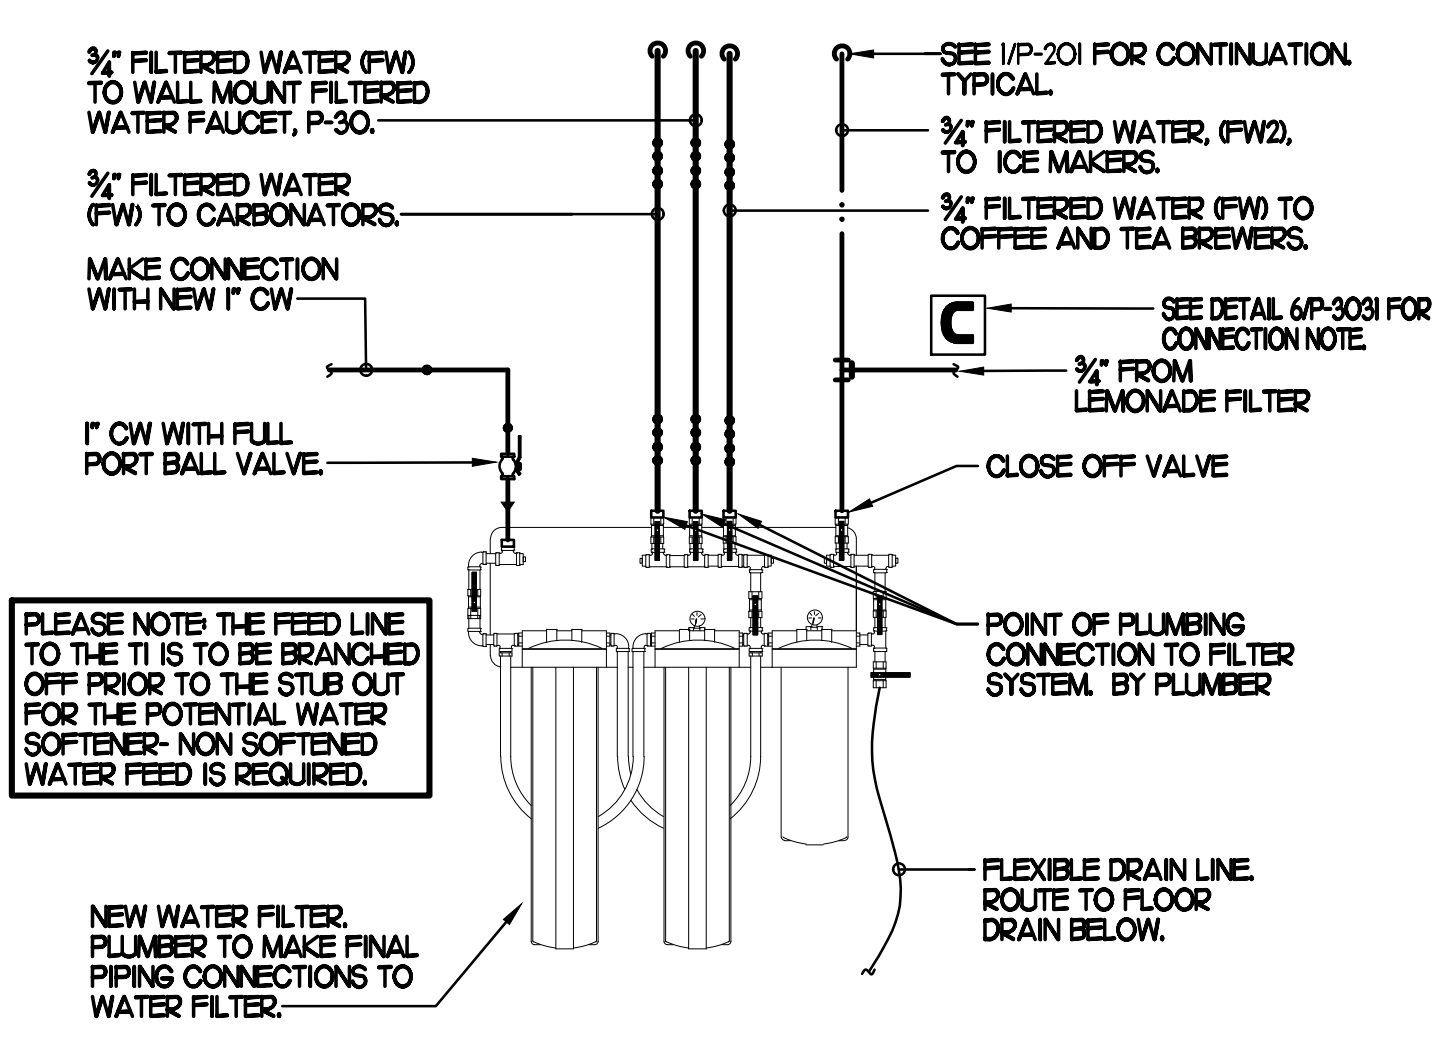 ¾" FILTERED WATER (FW)
TO WALL MOUNT FILTERED
WATER FAUCET, P-30.
¾" FILTERED WATER
(FW) TO CARBONATORS.
MAKE CONNECTION
WITH NEW 1" CW
1" CW WITH FULL
PORT BALL VALVE.
PLEASE NOTE: THE FEED LINE
TO THE T1 IS TO BE BRANCHED
OFF PRIOR TO THE STUB OUT
FOR THE POTENTIAL WATER
SOFTENER- NON SOFTENED
WATER FEED IS REQUIRED.
NEW WATER FILTER.
PLUMBER TO MAKE FINAL
PIPING CONNECTIONS TO
WATER FILTER.
SEE 1/P-201 FOR CONTINUATION.
TYPICAL.
¾" FILTERED WATER, (FW2),
TO ICE MAKERS.
¾" FILTERED WATER (FW) TO
COFFEE AND TEA BREWERS.
C
SEE DETAIL 6/P-3031 FOR
CONNECTION NOTE.
¾" FROM
LEMONADE FILTER
CLOSE OFF VALVE
POINT OF PLUMBING
CONNECTION TO FILTER
SYSTEM. BY PLUMBER
FLEXIBLE DRAIN LINE.
ROUTE TO FLOOR
DRAIN BELOW.